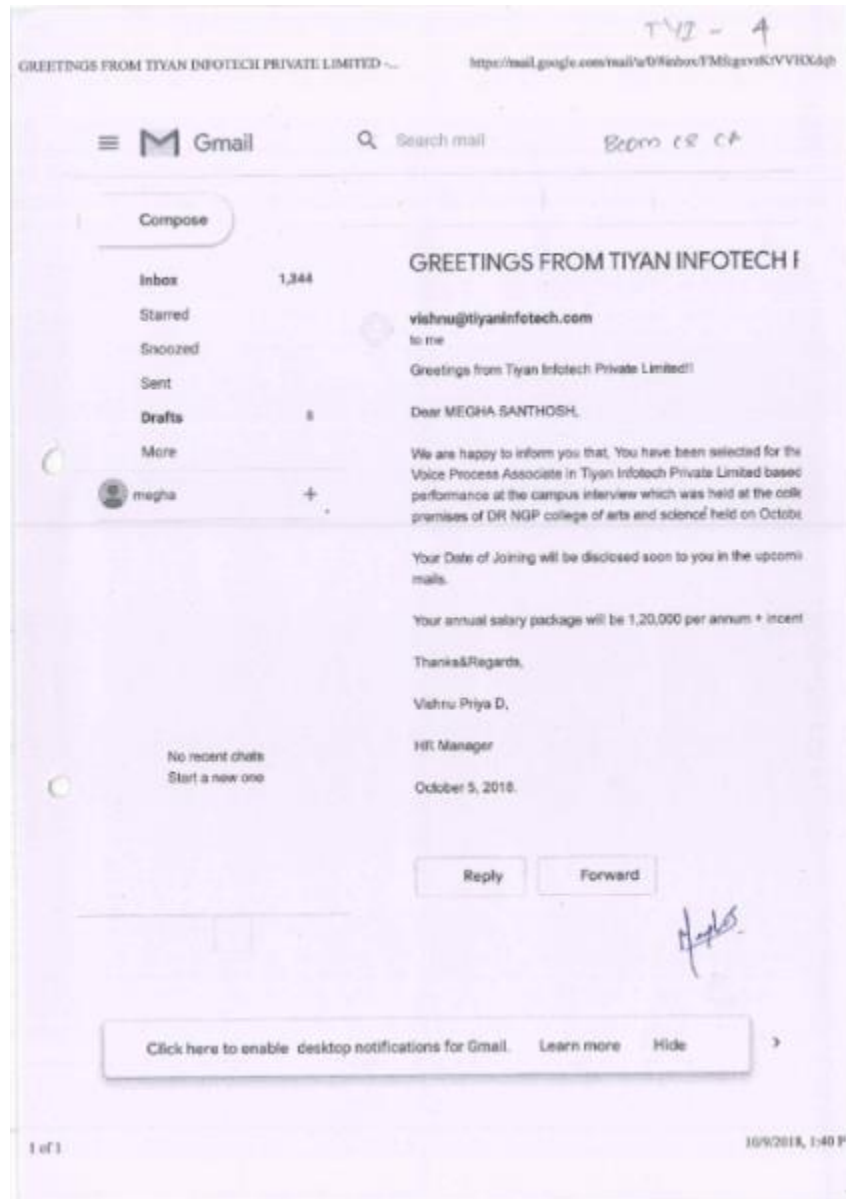 TYI - 4
GREETINGS FROM TIYAN INFOTECH PRIVATE LIMITED -...
Gmail
Search mail
Bcom CS CA
Compose
GREETINGS FROM TIYAN INFOTECH
Inbox 1,344
Starred
Snoozed
Sent
Drafts 8
More
megha
vishnu@tiyaninfotech.com
to me
Greetings from Tiyan Infotech Private Limited!!
Dear MEGHA SANTHOSH,
We are happy to inform you that, You have been selected for the
Voice Process Associate in Tiyan Infotech Private Limited based
performance at the campus interview which was held at the colle
premises of DR NGP college of arts and science held on Octobe
Your Date of Joining will be disclosed soon to you in the upcomi
mails.
Your annual salary package will be 1,20,000 per annum + incent
Thanks&Regards,
Vishnu Priya D,
HR Manager
October 5, 2018.
No recent chats
Start a new one
Reply Forward
Click here to enable desktop notifications for Gmail. Learn more Hide
1 of 1
10/9/2018, 1:40 P